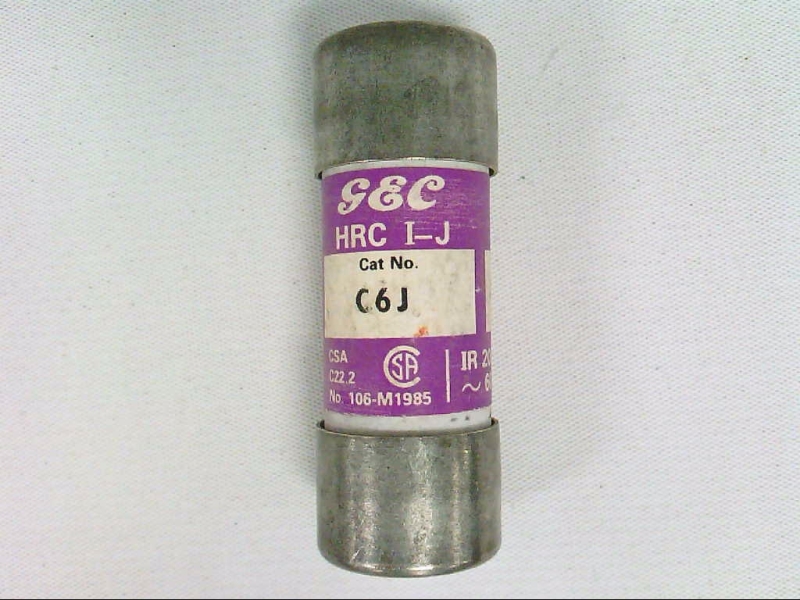 GEC
HRC I-J
Cat No.
C6J
CSA
C22.2
No. 106-M1985
SA
IR 20
~ 6